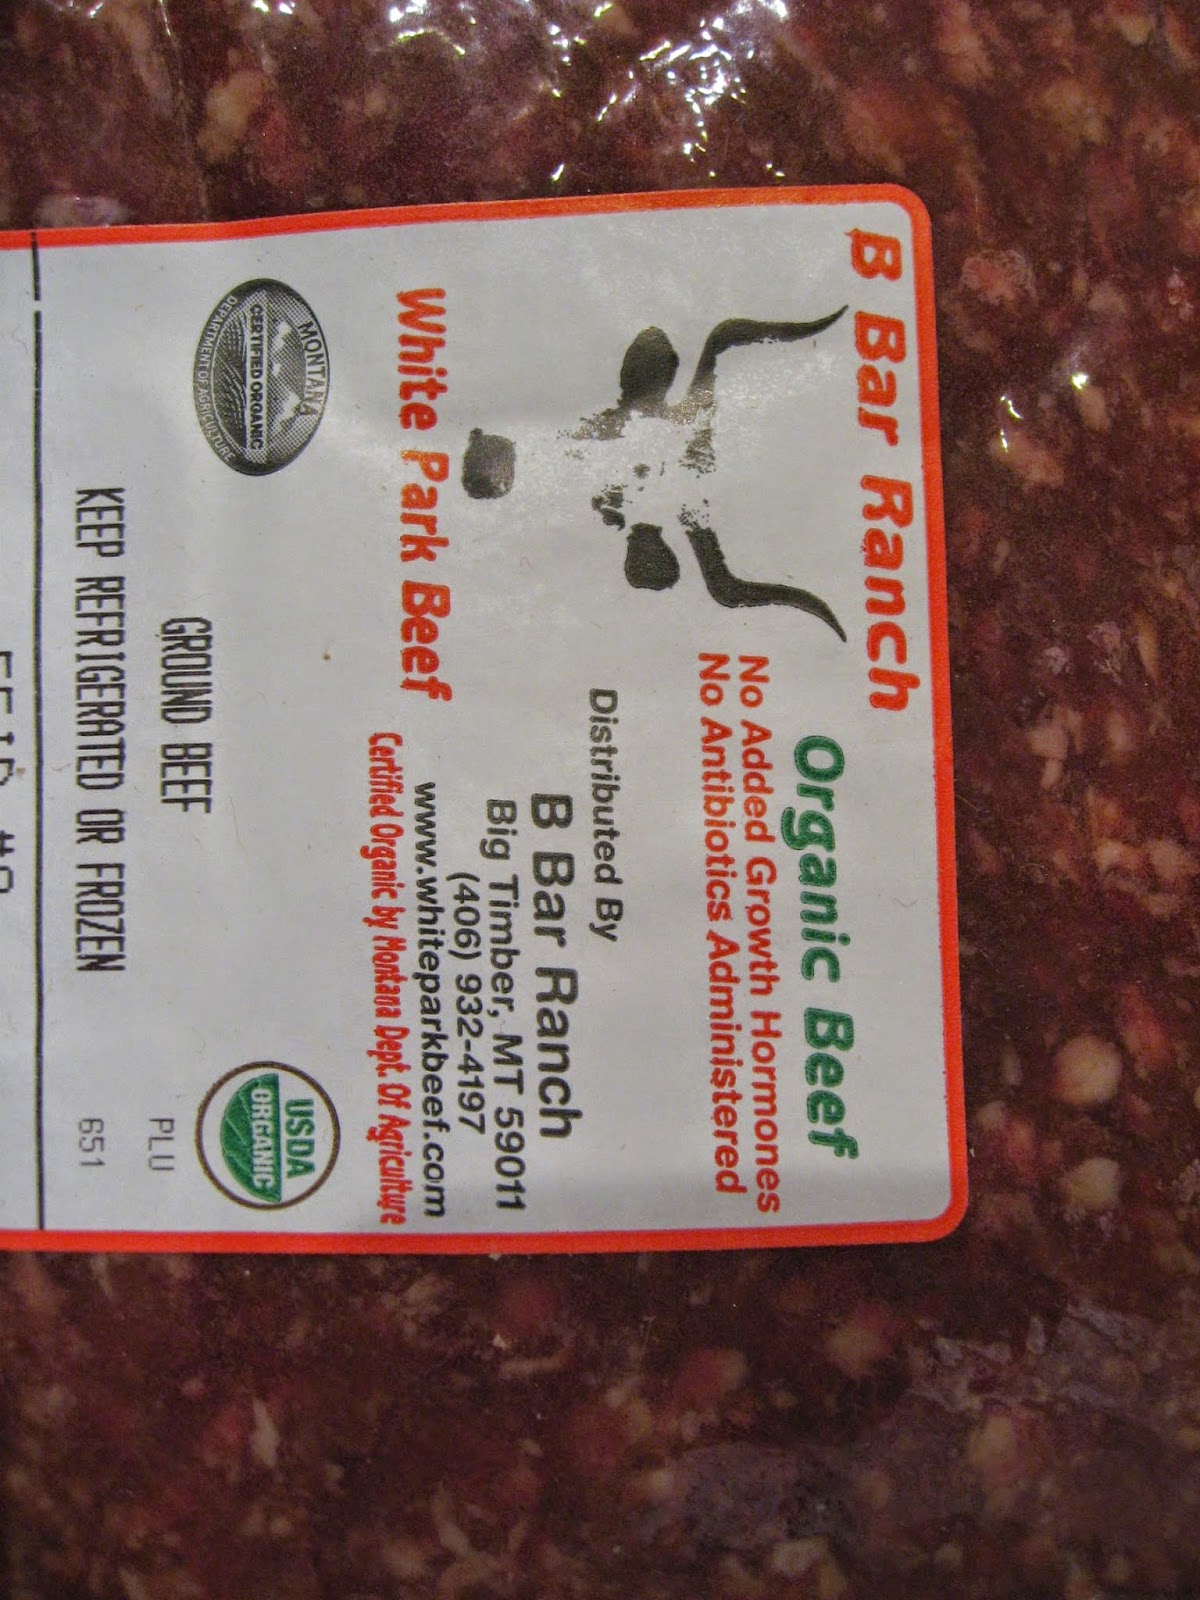 B Bar Ranch
Organic Beef
No Added Growth Hormones
No Antibiotics Administered
Distributed By
B Bar Ranch
Big Timber, MT 59011
(406) 932-4197
www.whiteparkbeef.com
White Park Beef
Certified Organic by Montana Dept. Of Agriculture
MONTANA
CERTIFIED ORGANIC
DEPARTMENT OF AGRICULTURE
USDA
ORGANIC
GROUND BEEF
PLU
KEEP REFRIGERATED OR FROZEN
651